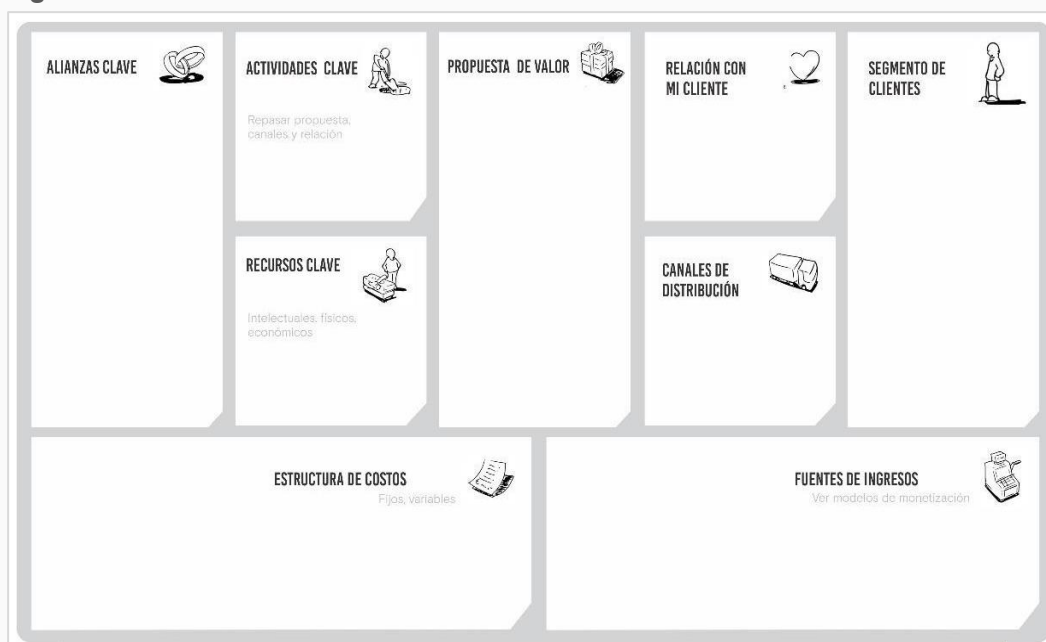 ALIANZAS CLAVE
ACTIVIDADES CLAVE
Repasar propuesta,
canales y relación
PROPUESTA DE VALOR
RELACIÓN CON
MI CLIENTE
SEGMENTO DE
CLIENTES
RECURSOS CLAVE
Intelectuales, físicos,
económicos
CANALES DE
DISTRIBUCIÓN
ESTRUCTURA DE COSTOS
Fijos, variables
FUENTES DE INGRESOS
Ver modelos de monetización